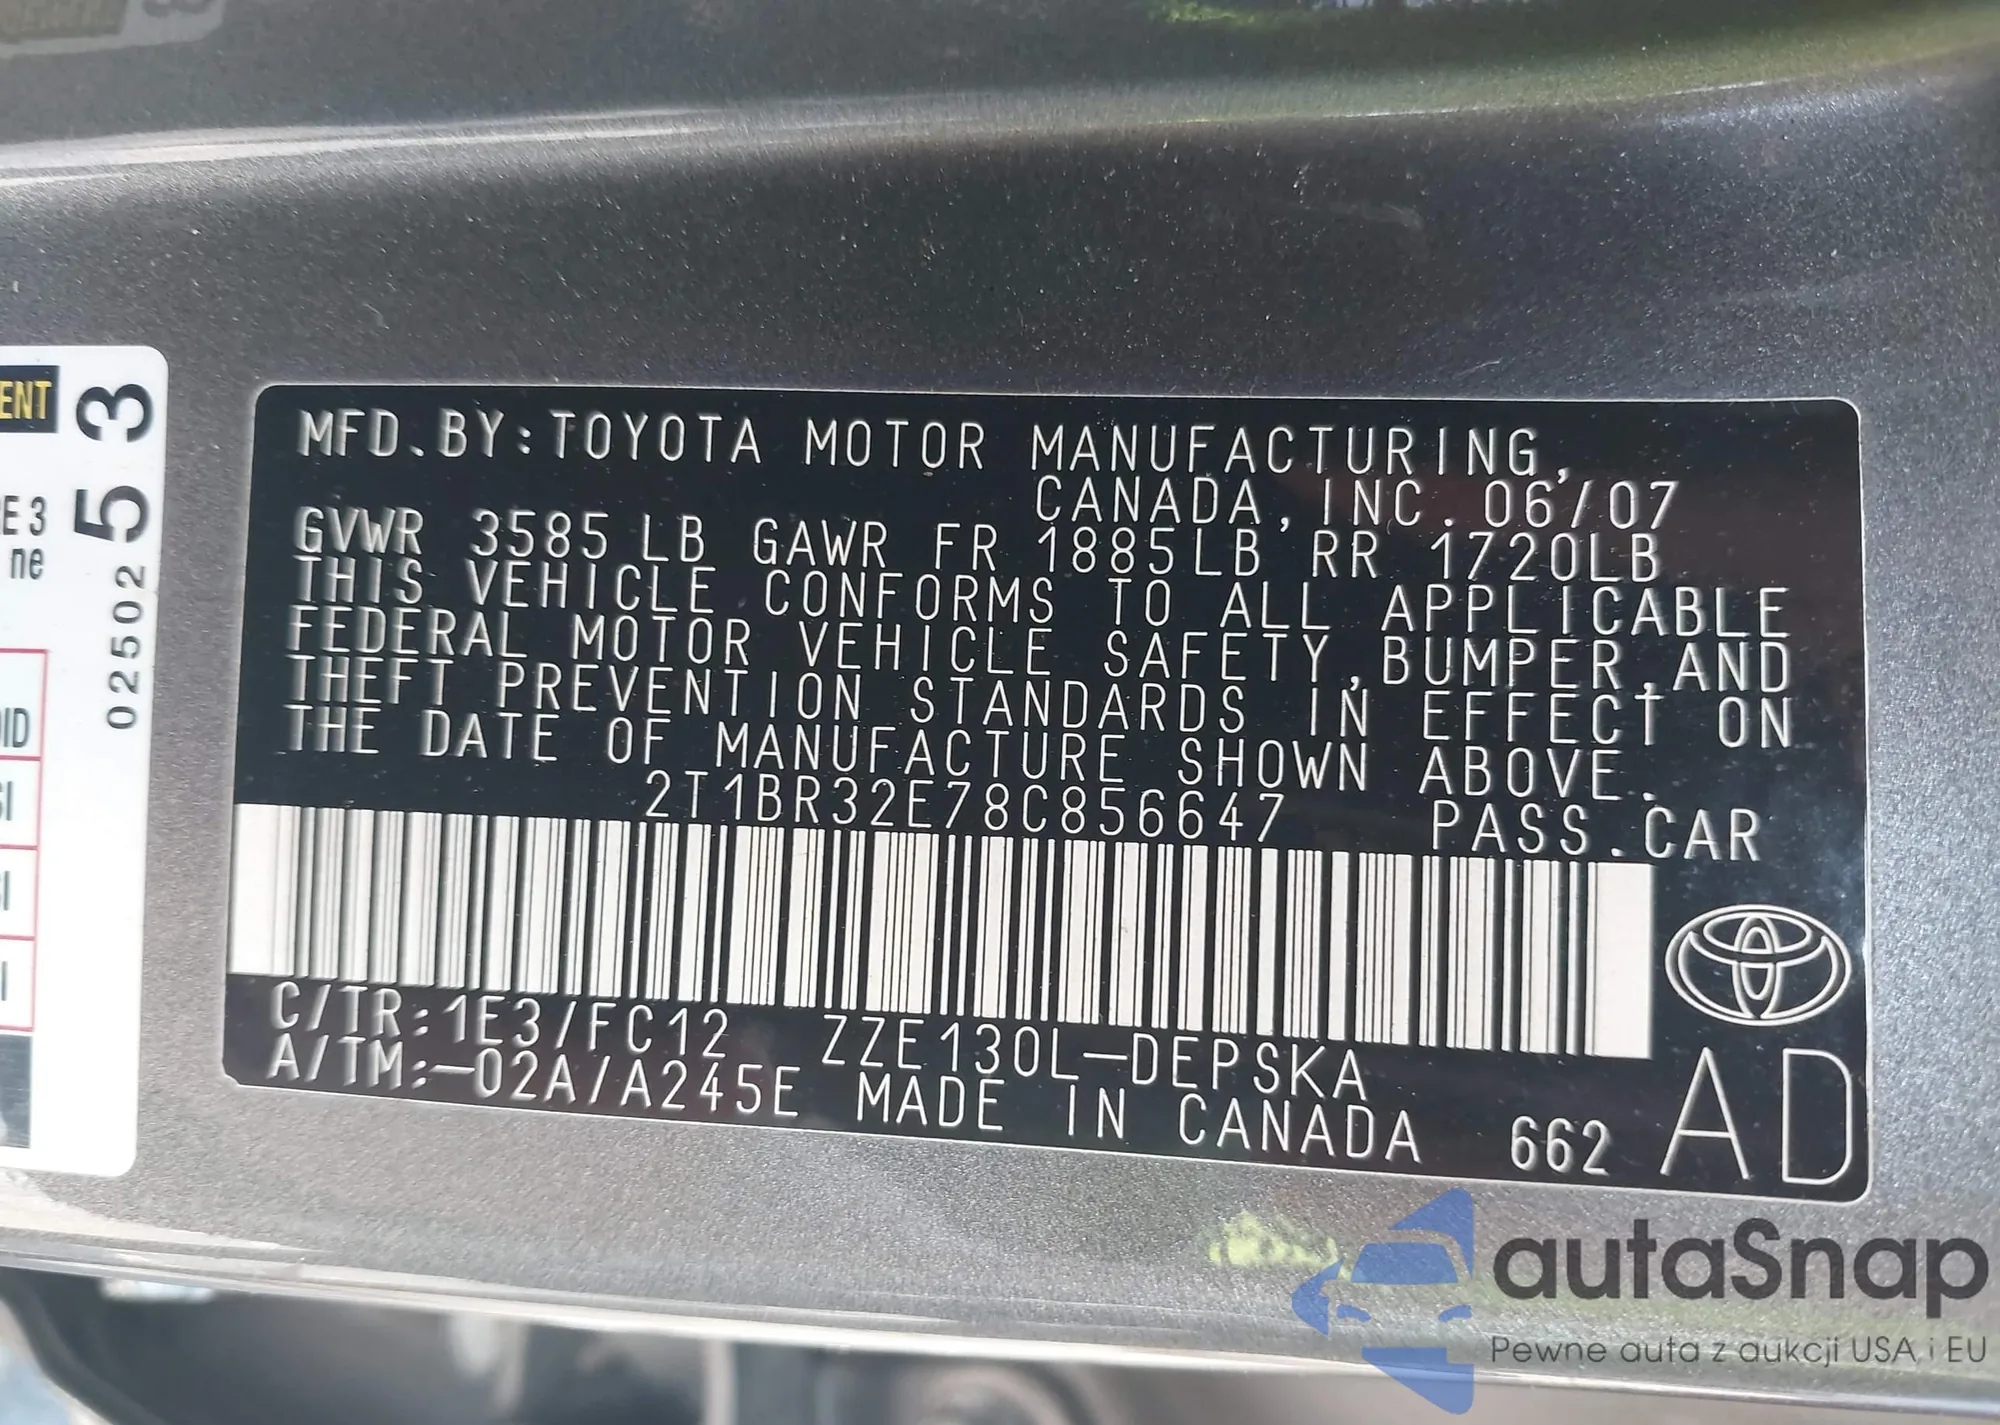 ENT
53
02502
E 3
ne
MFD.BY:TOYOTA MOTOR MANUFACTURING,
CANADA,INC. 06/07
GVWR 3585LB GAWR FR 1885LB RR 1720LB
THIS VEHICLE CONFORMS TO ALL APPLICABLE
FEDERAL MOTOR VEHICLE SAFETY,BUMPER,AND
THEFT PREVENTION STANDARDS IN EFFECT ON
THE DATE OF MANUFACTURE SHOWN ABOVE.
2T1BR32E78C856647 PASS.CAR
C/TR:1E3/FC12 ZZE130L-DEPSKA
A/TM:-02A/A245E MADE IN CANADA 662 AD
autaSnap
Pewne auta z aukcji USA i EU